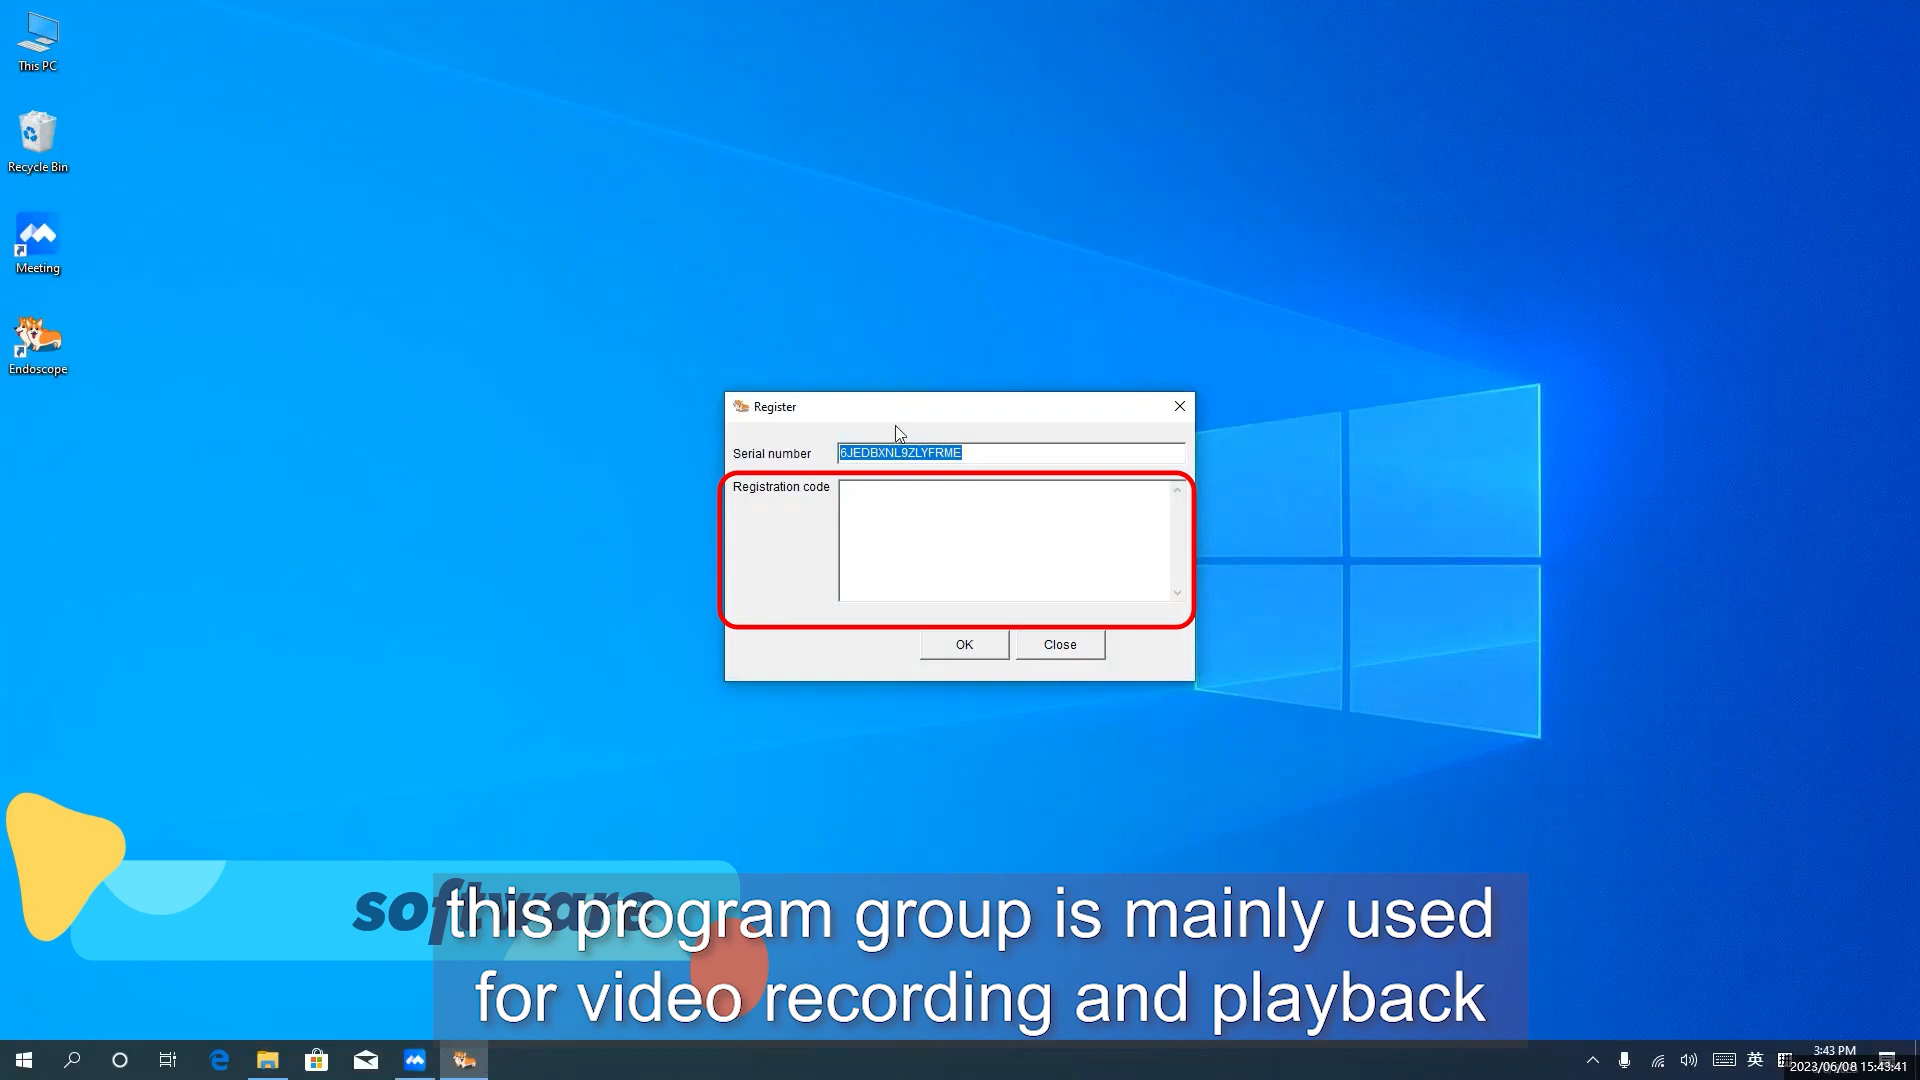 This PC
Recycle Bin
Meeting
Endoscope
Register
Serial number
6JEDBXNL9ZLYFRME
Registration code
OK
Close
software
this program group is mainly used
for video recording and playback
英
3:43 PM
2023/06/08 15:43:41